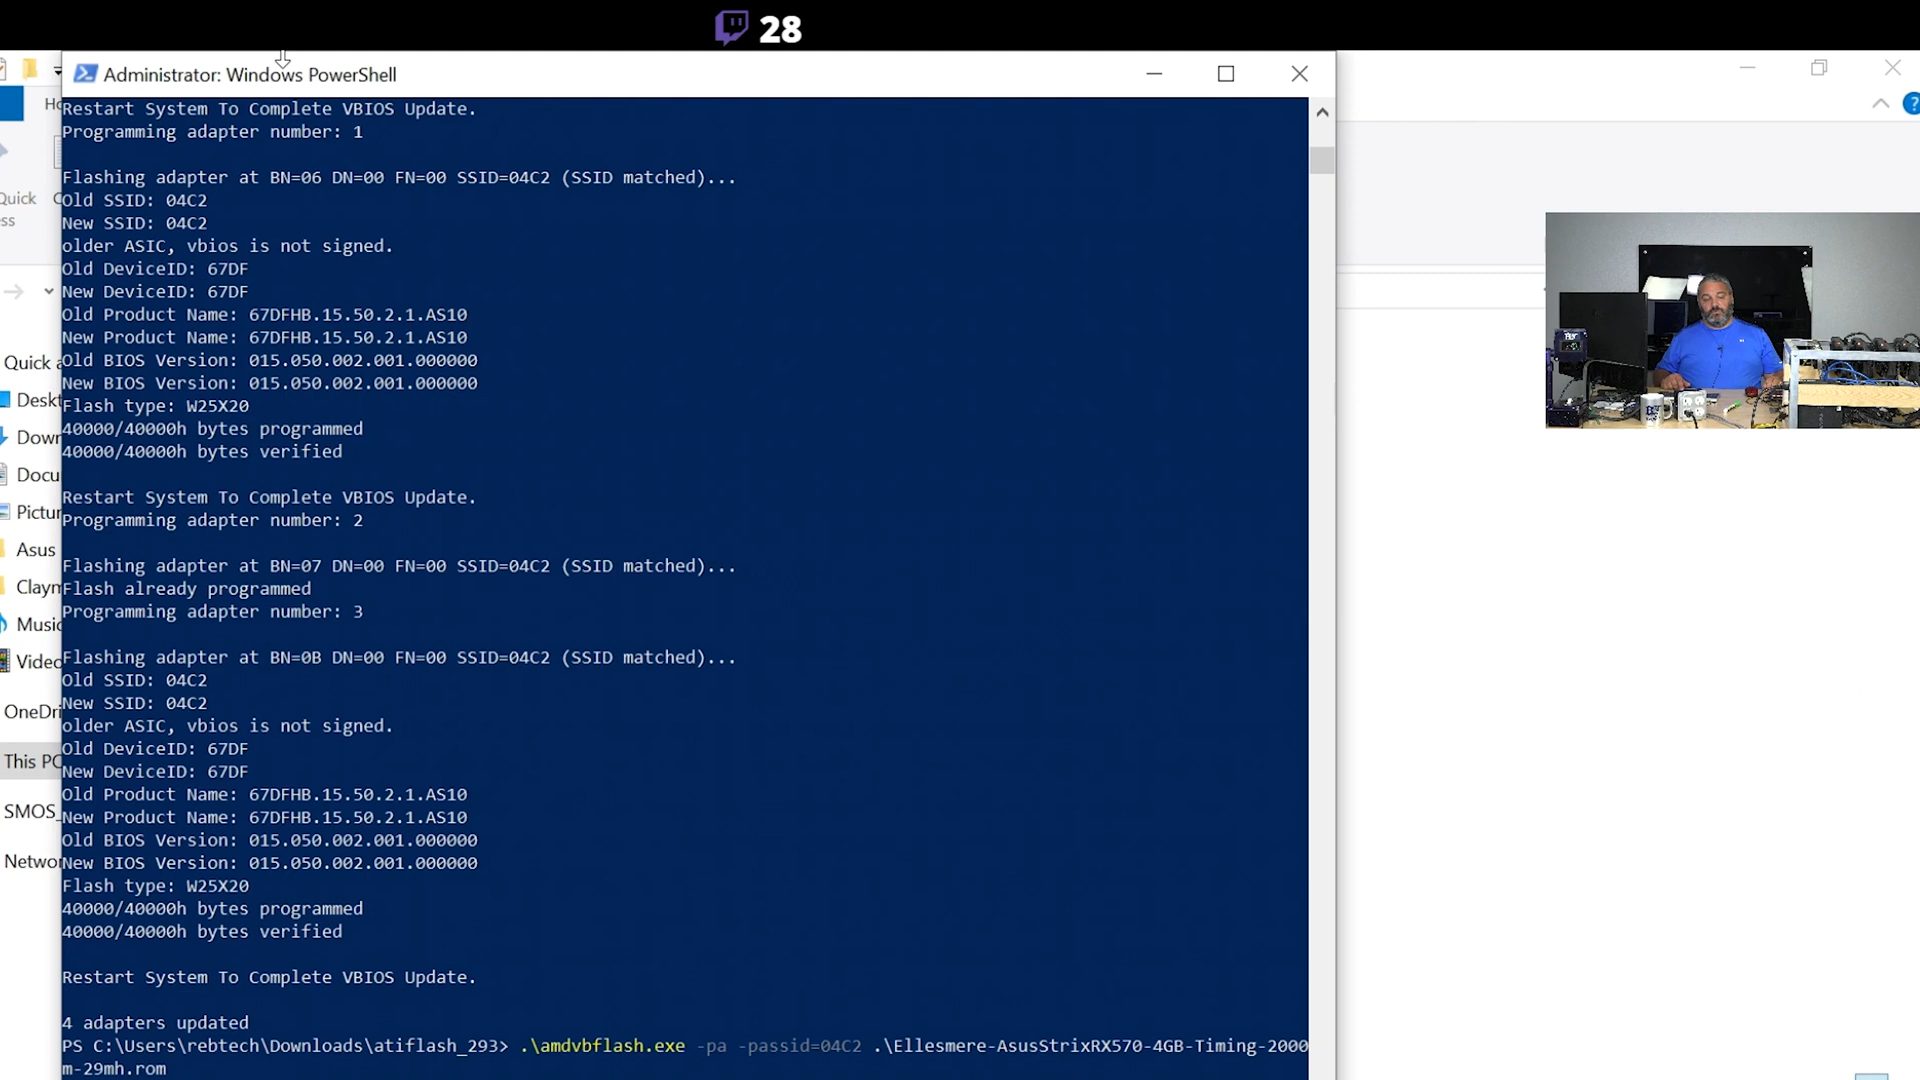 28
Administrator: Windows PowerShell
Restart System To Complete VBIOS Update.
Programming adapter number: 1
Flashing adapter at BN=06 DN=00 FN=00 SSID=04C2 (SSID matched)...
Old SSID: 04C2
New SSID: 04C2
older ASIC, vbios is not signed.
Old DeviceID: 67DF
New DeviceID: 67DF
Old Product Name: 67DFHB.15.50.2.1.AS10
New Product Name: 67DFHB.15.50.2.1.AS10
Old BIOS Version: 015.050.002.001.000000
New BIOS Version: 015.050.002.001.000000
Flash type: W25X20
40000/40000h bytes programmed
40000/40000h bytes verified
Restart System To Complete VBIOS Update.
Programming adapter number: 2
Flashing adapter at BN=07 DN=00 FN=00 SSID=04C2 (SSID matched)...
Flash already programmed
Programming adapter number: 3
Flashing adapter at BN=0B DN=00 FN=00 SSID=04C2 (SSID matched)...
Old SSID: 04C2
New SSID: 04C2
older ASIC, vbios is not signed.
Old DeviceID: 67DF
New DeviceID: 67DF
Old Product Name: 67DFHB.15.50.2.1.AS10
New Product Name: 67DFHB.15.50.2.1.AS10
Old BIOS Version: 015.050.002.001.000000
New BIOS Version: 015.050.002.001.000000
Flash type: W25X20
40000/40000h bytes programmed
40000/40000h bytes verified
Restart System To Complete VBIOS Update.
4 adapters updated
PS C:\Users\rebtech\Downloads\atiflash_293> .\amdvbflash.exe -pa -passid=04C2 .\Ellesmere-AsusStrixRX570-4GB-Timing-2000
m-29mh.rom
Ho
Quick
ess
Quick a
Deskt
Down
Docu
Pictur
Asus
Claym
Music
Video
OneDri
This PC
SMOS_
Netwo
?